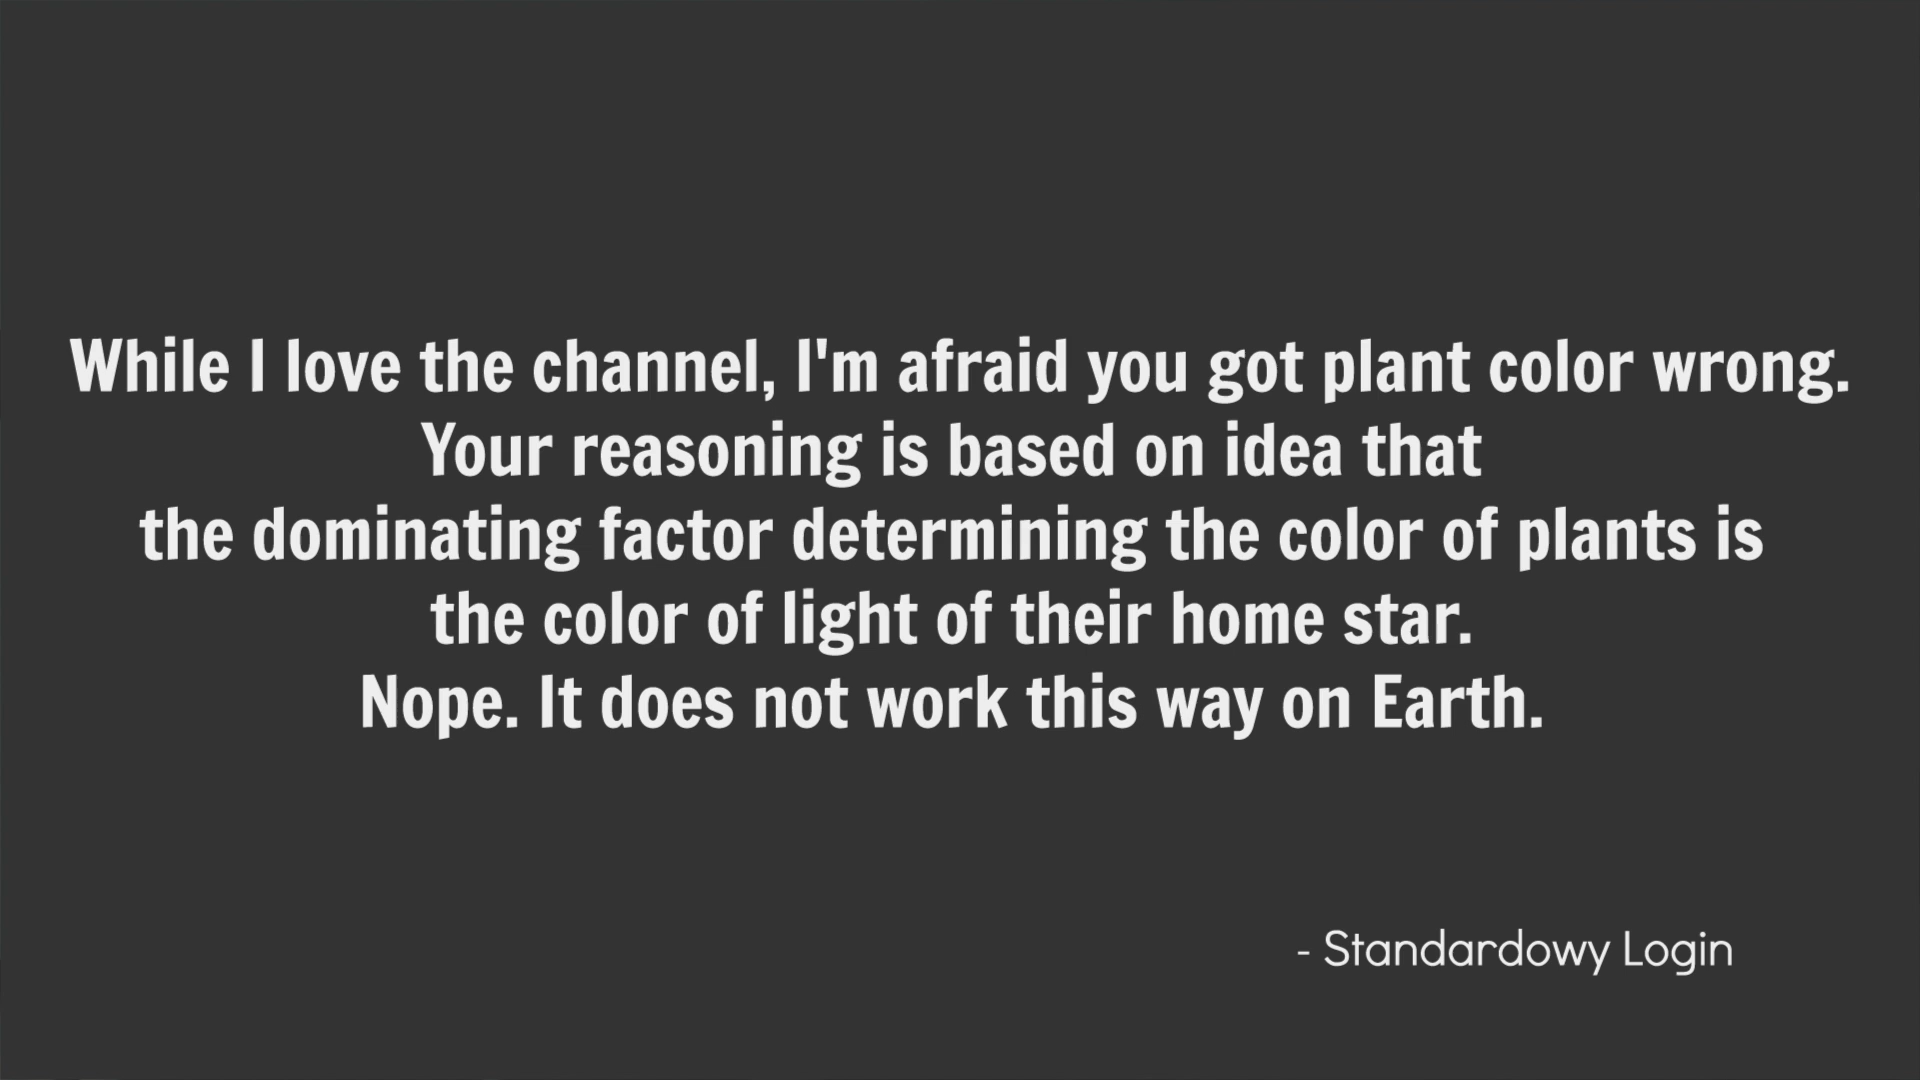 While I love the channel, I'm afraid you got plant color wrong.
Your reasoning is based on idea that
the dominating factor determining the color of plants is
the color of light of their home star.
Nope. It does not work this way on Earth.
- Standardowy Login